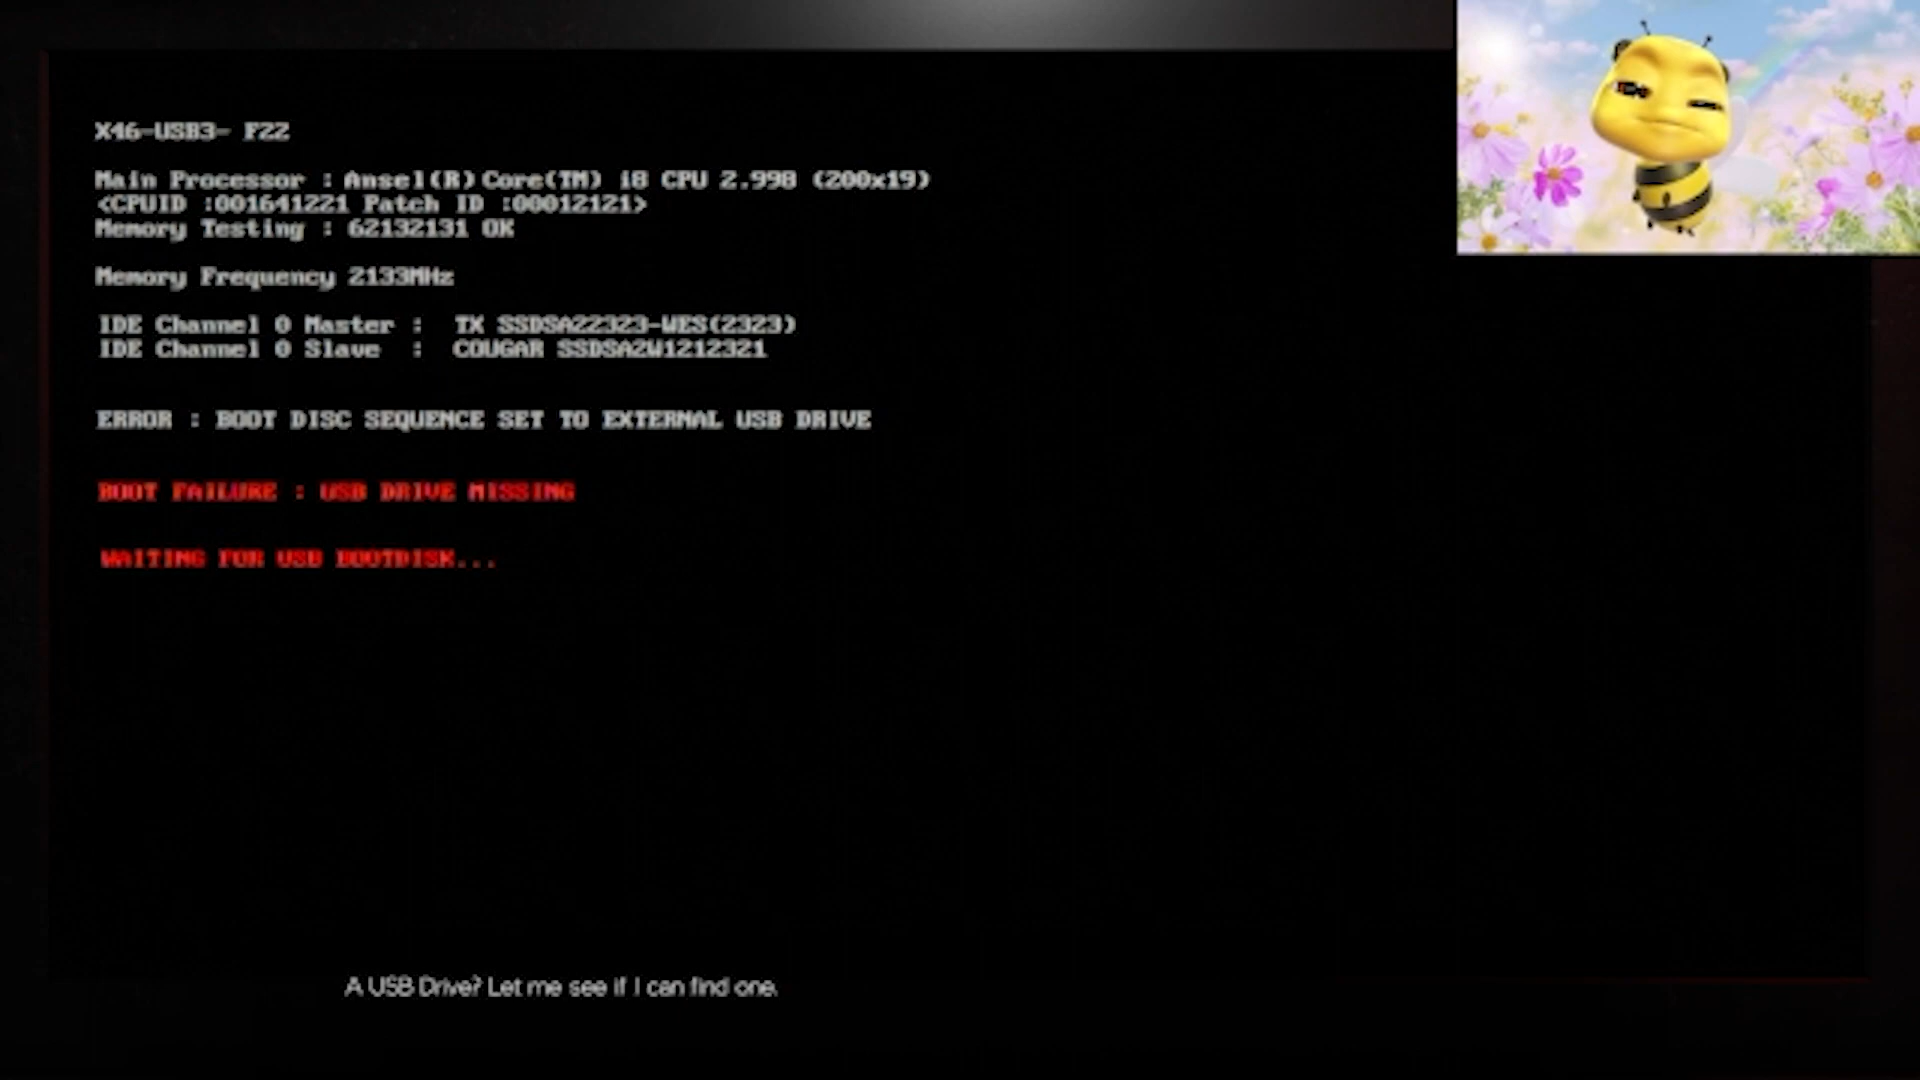 X46-USB3- F22
Main Processor : Ansel(R) Core(TM) i8 CPU 2.998 (200x19)
<CPUID :001641221 Patch ID :00012121>
Memory Testing : 62132131 OK
Memory Frequency 2133MHz
IDE Channel 0 Master : TX SSDSA22323-WES(2323)
IDE Channel 0 Slave : COUGAR SSDSA2W1212321
ERROR : BOOT DISC SEQUENCE SET TO EXTERNAL USB DRIVE
BOOT FAILURE : USB DRIVE MISSING
WAITING FOR USB BOOTDISK...
A USB Drive? Let me see if I can find one.